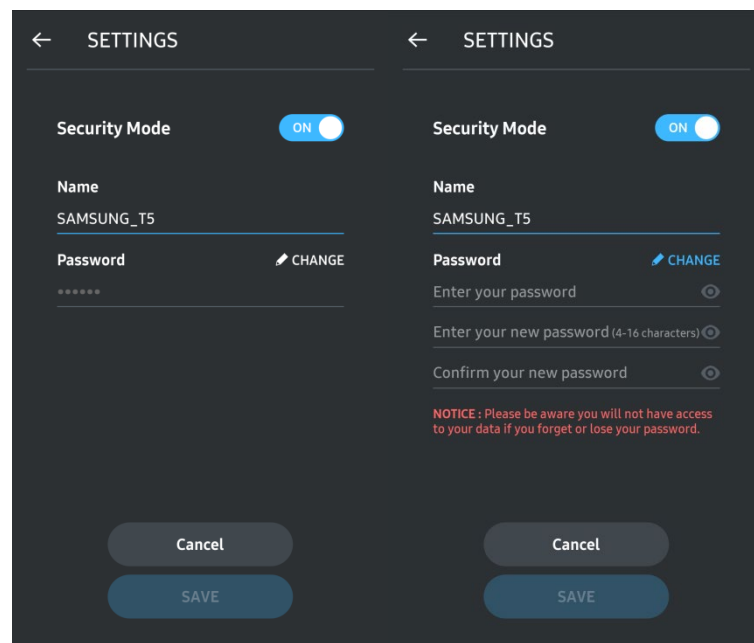 SETTINGS
Security Mode
ON
Name
SAMSUNG_T5
Password
CHANGE
••••••
Cancel
SAVE
SETTINGS
Security Mode
ON
Name
SAMSUNG_T5
Password
CHANGE
Enter your password
Enter your new password (4-16 characters)
Confirm your new password
NOTICE : Please be aware you will not have access
to your data if you forget or lose your password.
Cancel
SAVE